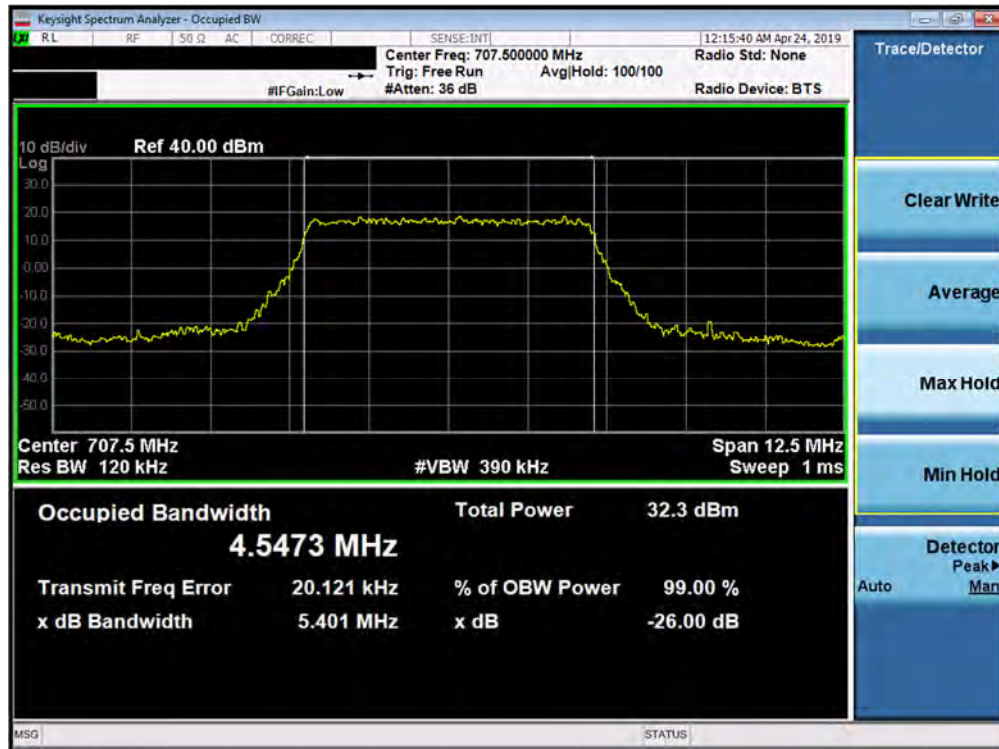 Keysight Spectrum Analyzer - Occupied BW
LXI RL RF 50 Ω AC CORREC SENSE:INT 12:15:40 AM Apr 24, 2019
Center Freq: 707.500000 MHz Radio Std: None
Trig: Free Run Avg|Hold: 100/100
#IFGain:Low #Atten: 36 dB Radio Device: BTS
Trace/Detector
10 dB/div Ref 40.00 dBm
Log
30.0
20.0
10.0
0.00
-10.0
-20.0
-30.0
-40.0
-50.0
Center 707.5 MHz Span 12.5 MHz
Res BW 120 kHz #VBW 390 kHz Sweep 1 ms
Occupied Bandwidth Total Power 32.3 dBm
4.5473 MHz
Transmit Freq Error 20.121 kHz % of OBW Power 99.00 %
x dB Bandwidth 5.401 MHz x dB -26.00 dB
Clear Write
Average
Max Hold
Min Hold
Detector
Peak
Auto Man
MSG STATUS